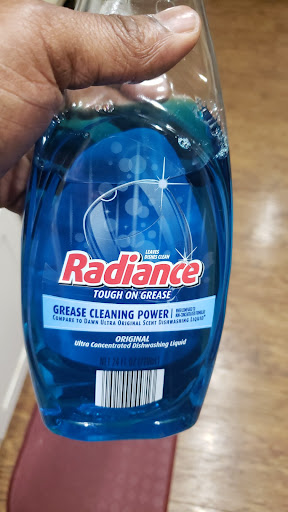 LEAVES
DISHES CLEAN
Radiance
TOUGH ON GREASE
GREASE CLEANING POWER
COMPARE TO DAWN ULTRA ORIGINAL SCENT DISHWASHING LIQUID*
ORIGINAL
Ultra Concentrated Dishwashing Liquid